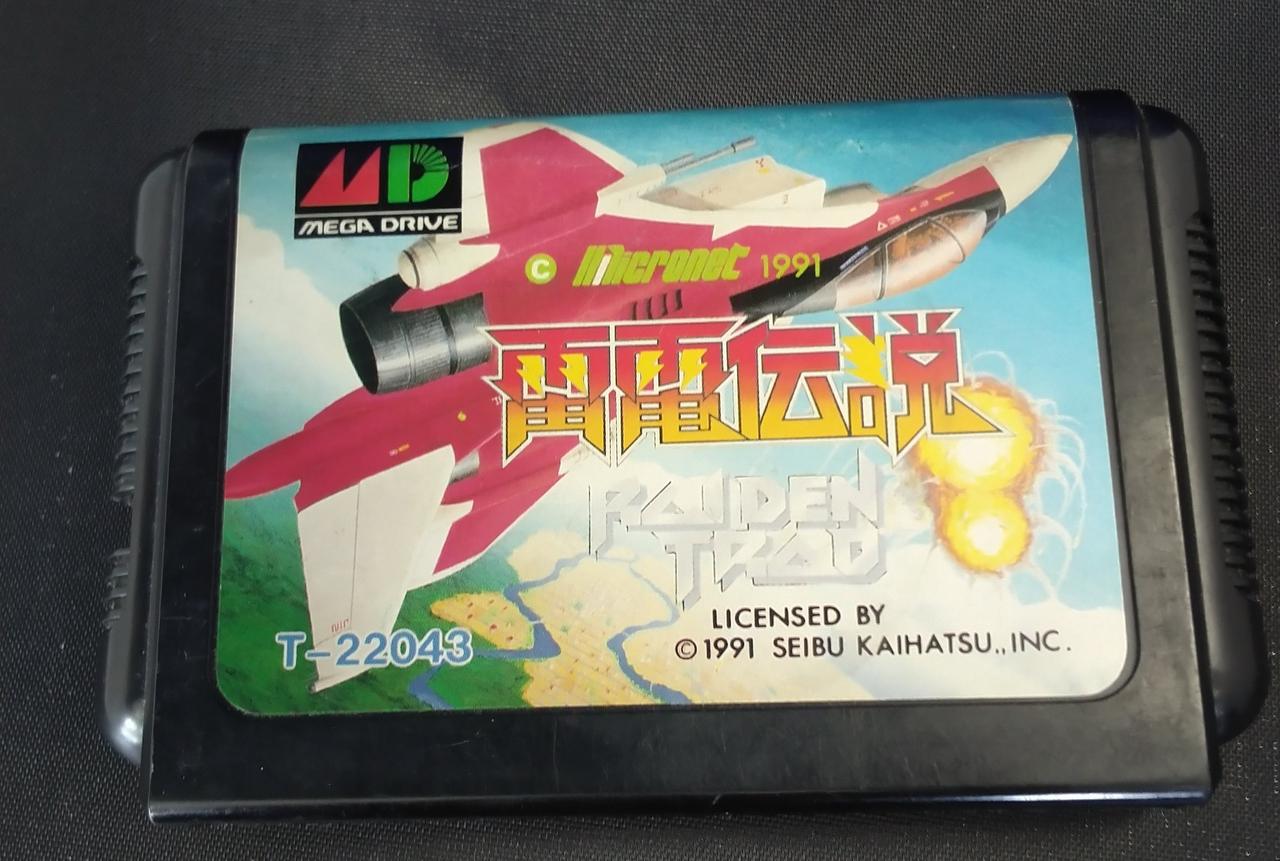 MD
MEGA DRIVE
© Micronet 1991
雷電伝説
RAIDEN
TRAD
LICENSED BY
©1991 SEIBU KAIHATSU.,INC.
T-22043